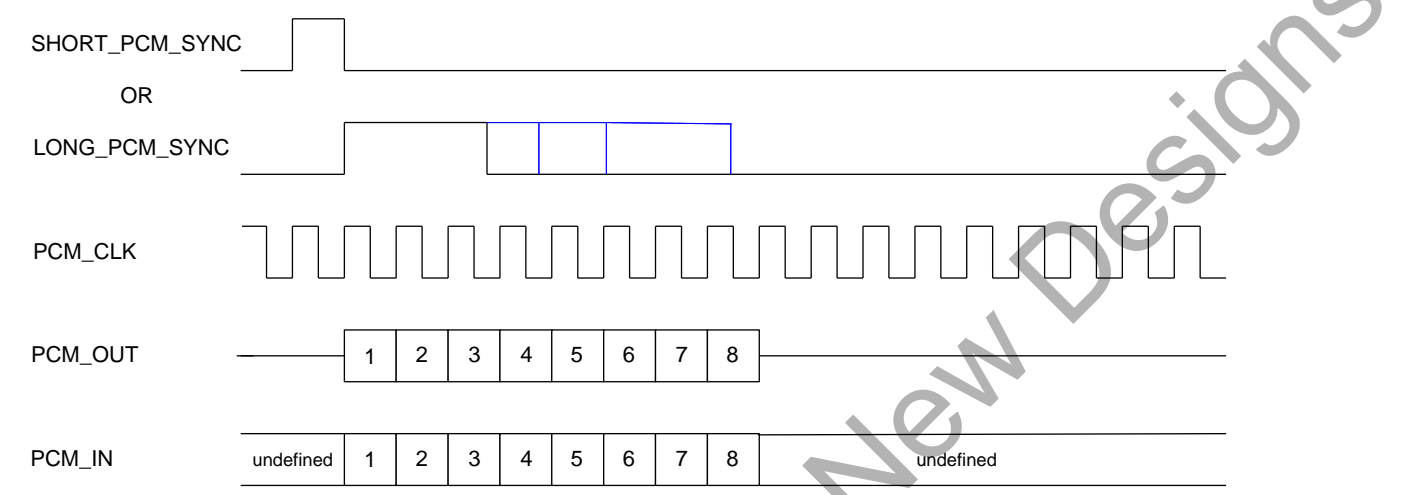 SHORT_PCM_SYNC
OR
LONG_PCM_SYNC
PCM_CLK
PCM_OUT 1 2 3 4 5 6 7 8
PCM_IN undefined 1 2 3 4 5 6 7 8 undefined
New Designs